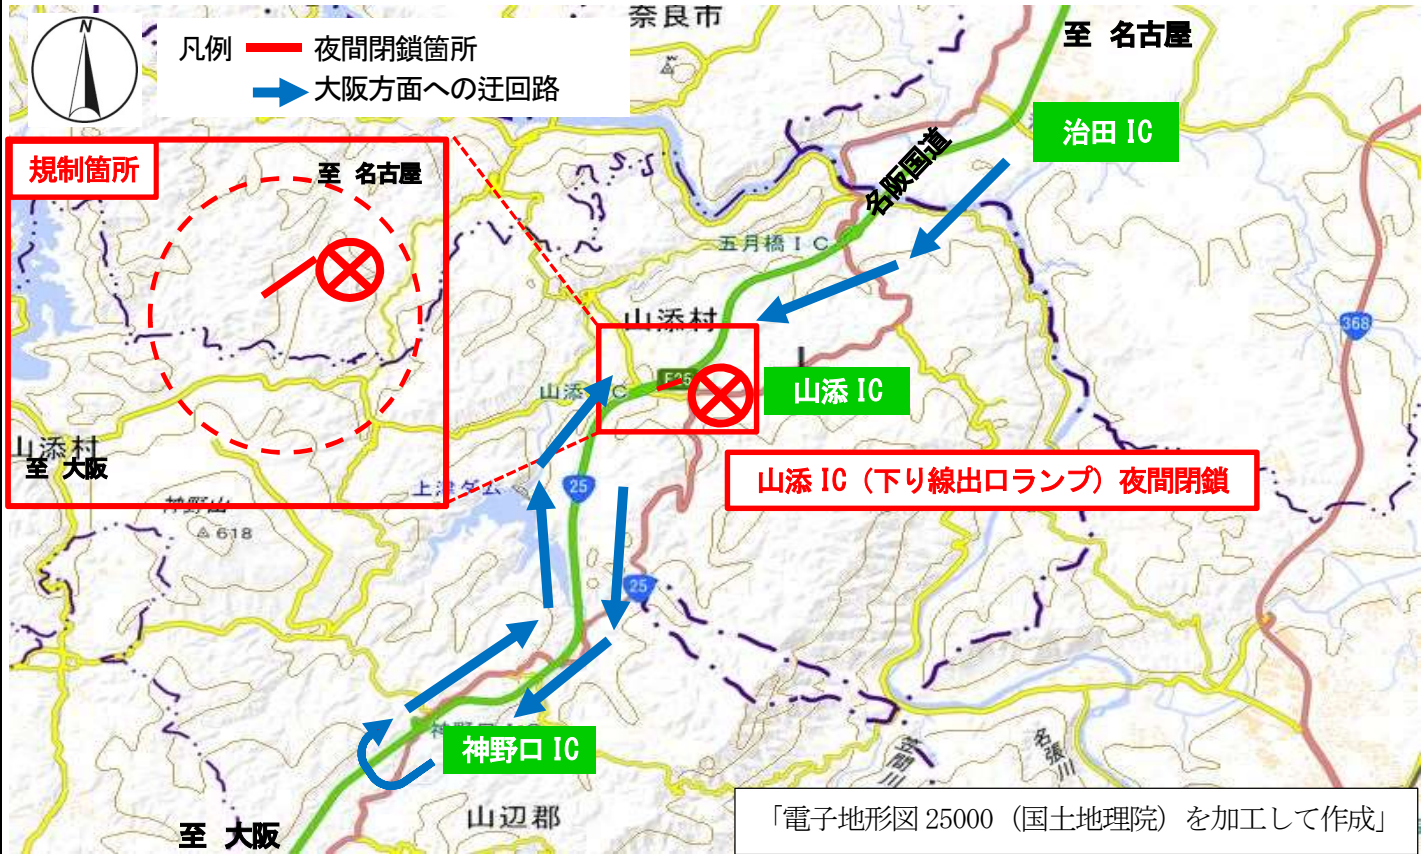 奈良市
至 名古屋
N
凡例
夜間閉鎖箇所
大阪方面への迂回路
治田 IC
規制箇所
至 名古屋
名阪国道
五月橋 I C
山添村
368
E25
山添 IC
山添 IC
山添村
至 大阪
神野山
618
上津ダム
25
山添 IC（下り線出口ランプ）夜間閉鎖
25
神野口 IC
笠間川
名張川
山辺郡
至 大阪
「電子地形図 25000（国土地理院）を加工して作成」